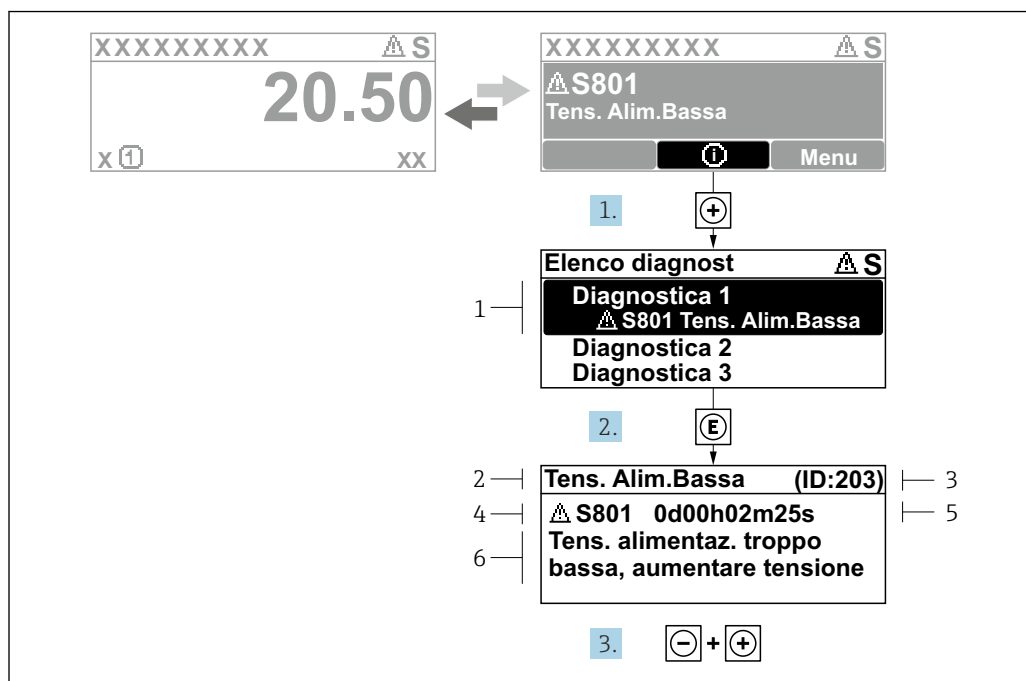 XXXXXXXXX ⚠ S
20.50
x ① xx
XXXXXXXXX ⚠ S
⚠ S801
Tens. Alim.Bassa
ⓘ Menu
1. +
Elenco diagnost ⚠ S
1 Diagnostica 1
⚠ S801 Tens. Alim.Bassa
Diagnostica 2
Diagnostica 3
2. E
2 Tens. Alim.Bassa (ID:203) 3
4 ⚠ S801 0d00h02m25s 5
6 Tens. alimentaz. troppo
bassa, aumentare tensione
3. − + +